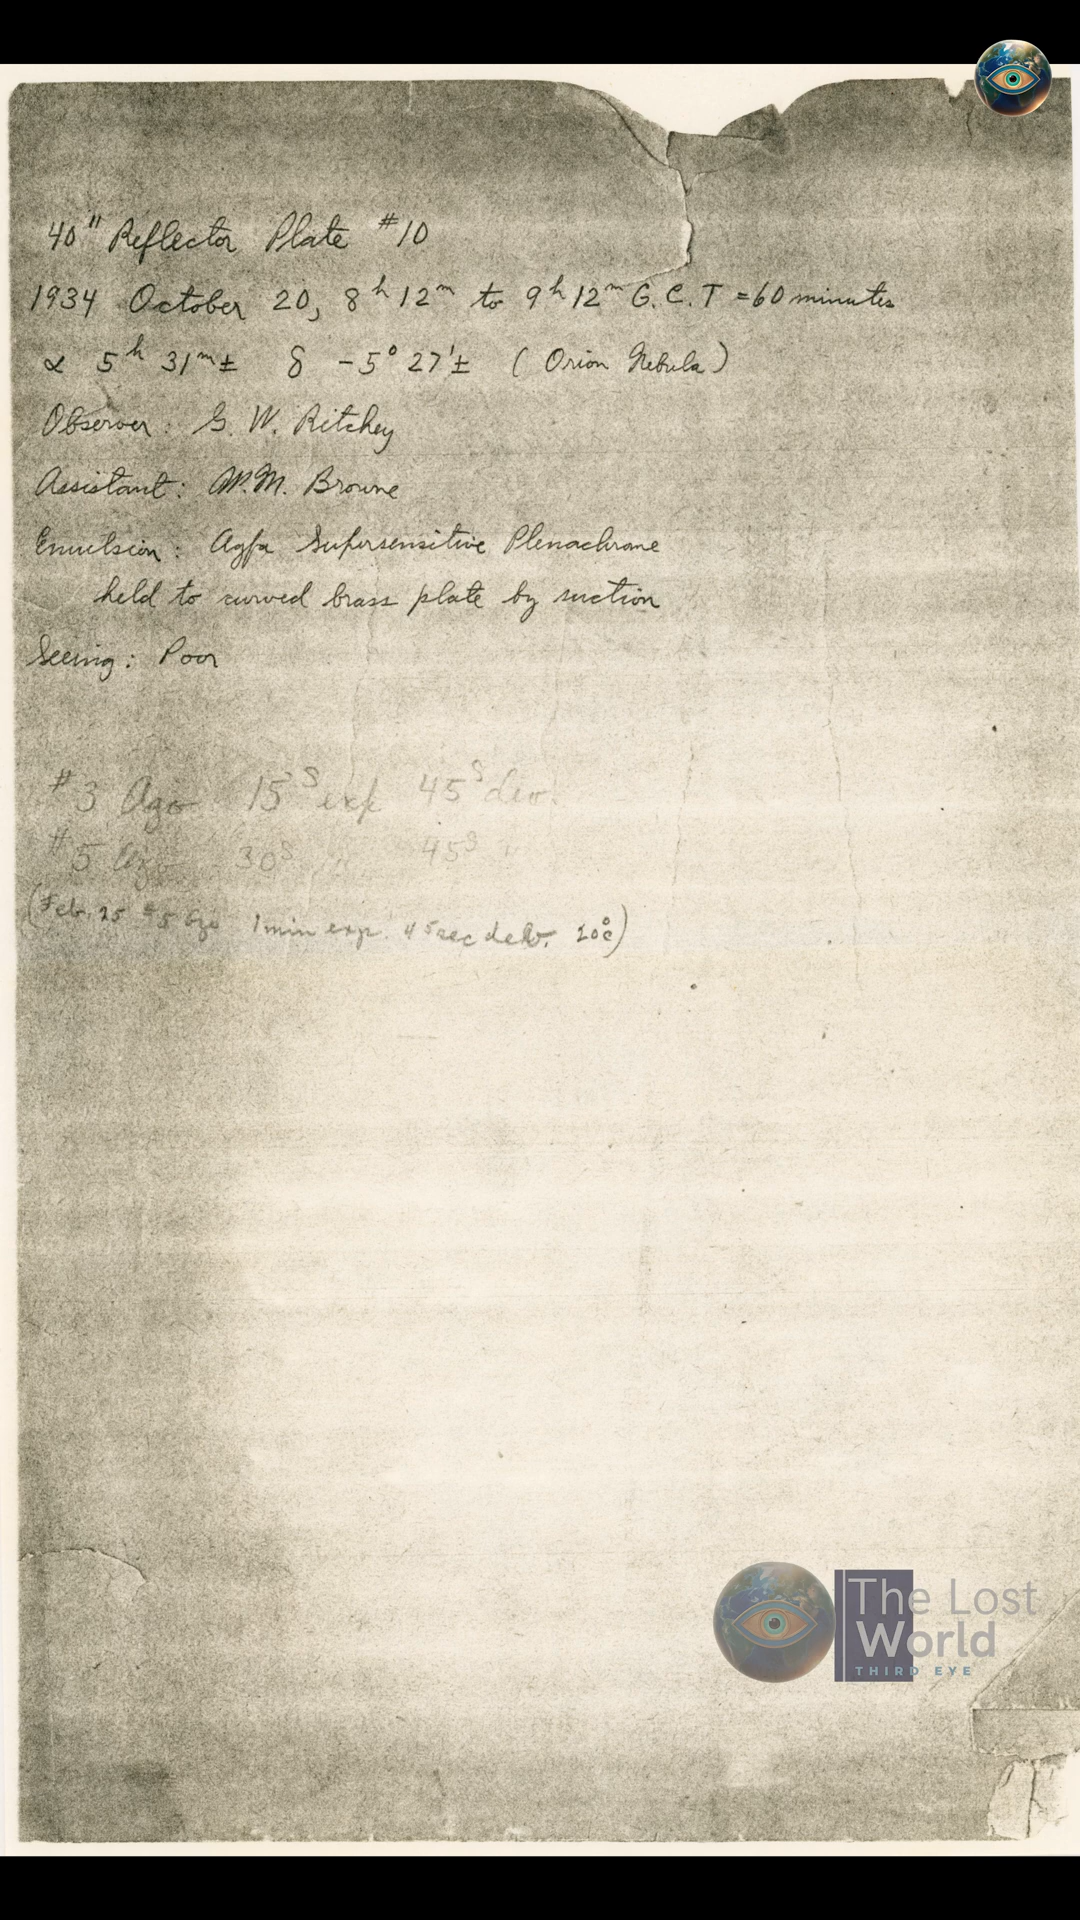 40" Reflector Plate #10
1934 October 20, 8ʰ 12ᵐ to 9ʰ 12ᵐ G.C.T = 60 minutes
α 5ʰ 31ᵐ± δ -5° 27'± (Orion Nebula)
Observer: G. W. Ritchey
Assistant: M. Browne
Emulsion: Agfa Supersensitive Plenachrome
held to curved brass plate by suction
Seeing: Poor
#3 Azo 15ˢ exp 45ˢ dev.
#5 Azo 30ˢ " 45ˢ "
(Feb. 25 #5 Azo 1 min exp. 45 sec dev. 20°c)
The Lost
World
THIRD EYE